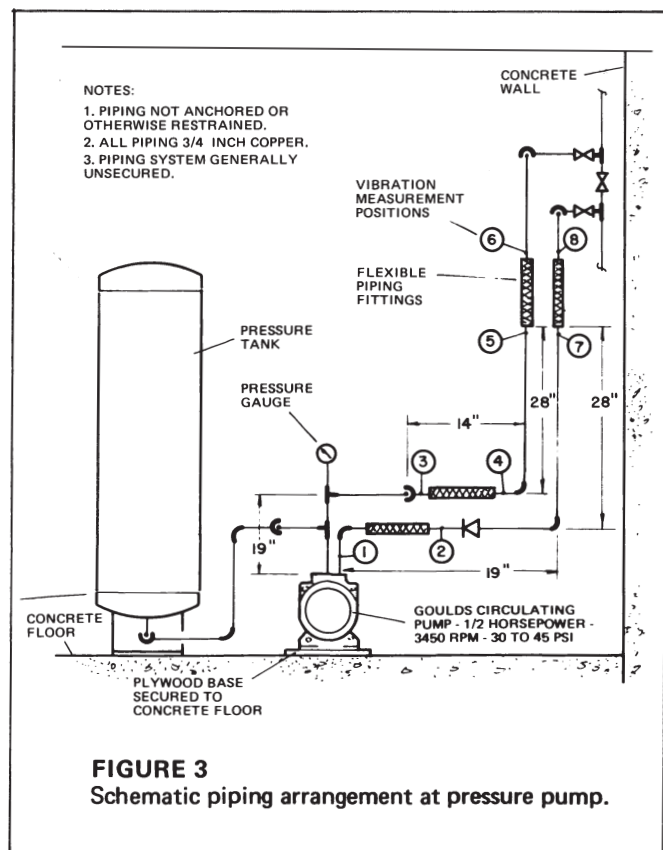 NOTES:
1. PIPING NOT ANCHORED OR
OTHERWISE RESTRAINED.
2. ALL PIPING 3/4 INCH COPPER.
3. PIPING SYSTEM GENERALLY
UNSECURED.
CONCRETE
WALL
VIBRATION
MEASUREMENT
POSITIONS
6
8
FLEXIBLE
PIPING
FITTINGS
PRESSURE
TANK
5
7
PRESSURE
GAUGE
28"
28"
14"
3
4
19"
1
2
19"
CONCRETE
FLOOR
GOULDS CIRCULATING
PUMP - 1/2 HORSEPOWER -
3450 RPM - 30 TO 45 PSI
PLYWOOD BASE
SECURED TO
CONCRETE FLOOR
FIGURE 3
Schematic piping arrangement at pressure pump.